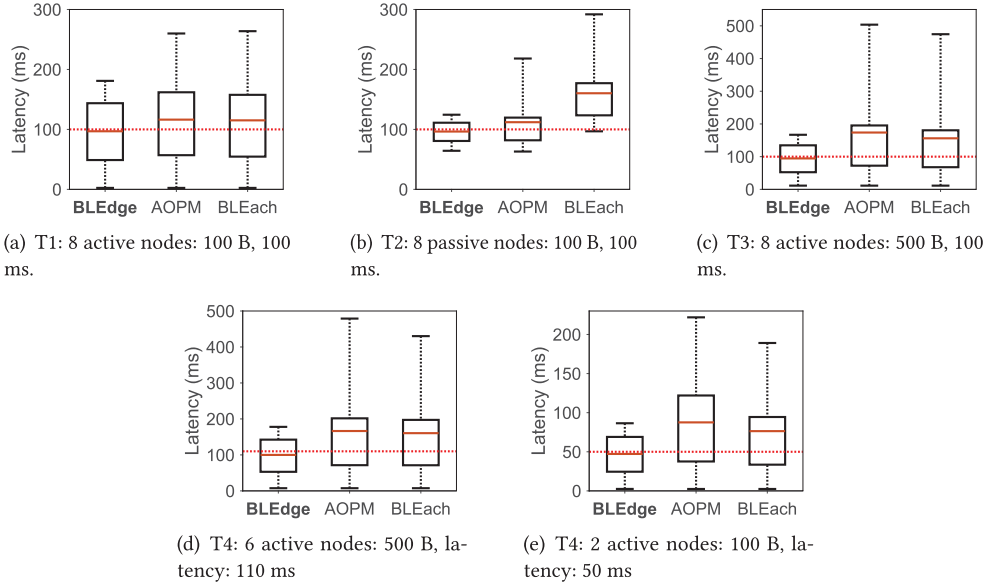 300
200
100
0
Latency (ms)
BLEdge AOPM BLEach
(a) T1: 8 active nodes: 100 B, 100
ms.
300
200
100
0
Latency (ms)
BLEdge AOPM BLEach
(b) T2: 8 passive nodes: 100 B, 100
ms.
500
400
300
200
100
0
Latency (ms)
BLEdge AOPM BLEach
(c) T3: 8 active nodes: 500 B, 100
ms.
500
400
300
200
100
0
Latency (ms)
BLEdge AOPM BLEach
(d) T4: 6 active nodes: 500 B, la-
tency: 110 ms
200
150
100
50
0
Latency (ms)
BLEdge AOPM BLEach
(e) T4: 2 active nodes: 100 B, la-
tency: 50 ms